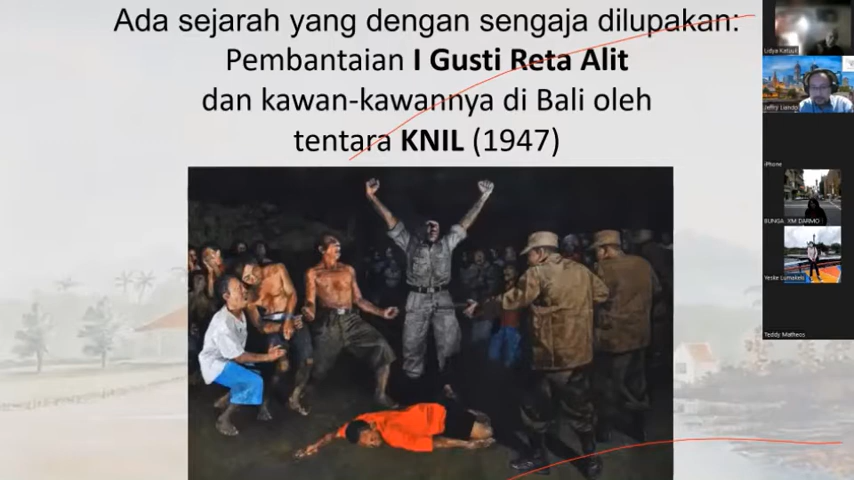 Ada sejarah yang dengan sengaja dilupakan:
Pembantaian I Gusti Reta Alit
dan kawan-kawannya di Bali oleh
tentara KNIL (1947)
Jeffry Liando
iPhone
BUNGA YM DARMO
Teddy Matheos